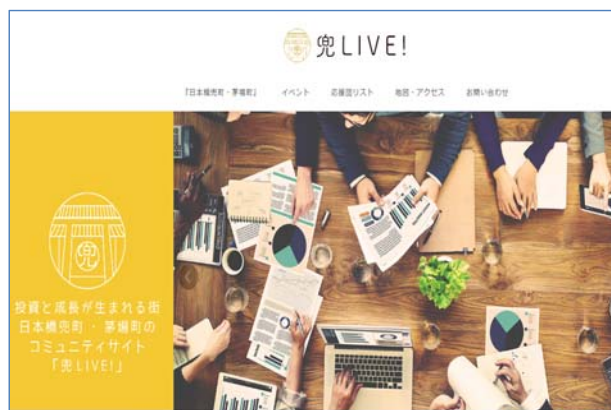 兜LIVE!
『日本橋兜町・茅場町』 イベント 応援団リスト 地図・アクセス お問い合わせ
兜
投資と成長が生まれる街
日本橋兜町・茅場町の
コミュニティサイト
「兜LIVE!」